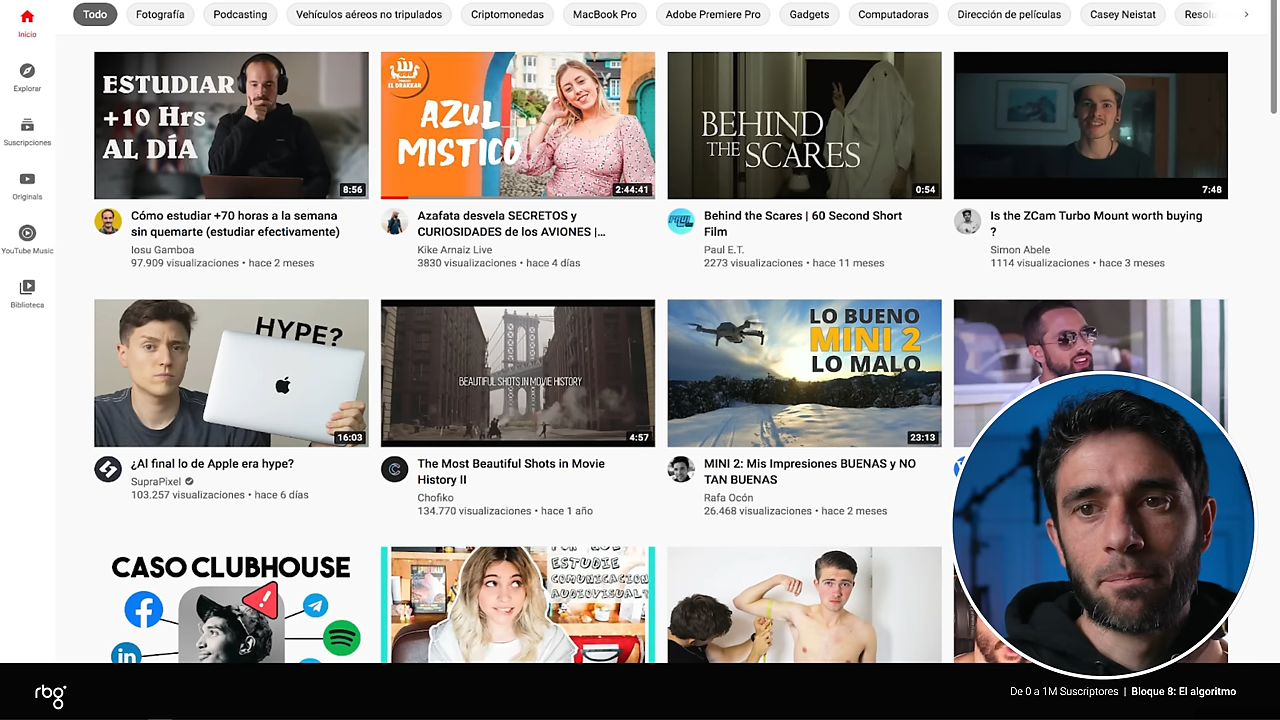 Todo
Fotografía
Podcasting
Vehículos aéreos no tripulados
Criptomonedas
MacBook Pro
Adobe Premiere Pro
Gadgets
Computadoras
Dirección de películas
Casey Neistat
Resolu
Inicio
Explorar
Suscripciones
Originals
YouTube Music
Biblioteca
ESTUDIAR
+10 Hrs
AL DÍA
8:56
Cómo estudiar +70 horas a la semana
sin quemarte (estudiar efectivamente)
Iosu Gamboa
97.909 visualizaciones • hace 2 meses
EL DRAKKAR
AZUL
MISTICO
2:44:41
Azafata desvela SECRETOS y
CURIOSIDADES de los AVIONES |...
Kike Arnaiz Live
3830 visualizaciones • hace 4 días
BEHIND
THE SCARES
0:54
Behind the Scares | 60 Second Short
Film
Paul E.T.
2273 visualizaciones • hace 11 meses
7:48
Is the ZCam Turbo Mount worth buying
?
Simon Abele
1114 visualizaciones • hace 3 meses
HYPE?
16:03
¿Al final lo de Apple era hype?
SupraPixel
103.257 visualizaciones • hace 6 días
BEAUTIFUL SHOTS IN MOVIE HISTORY
4:57
The Most Beautiful Shots in Movie
History II
Chofiko
134.770 visualizaciones • hace 1 año
LO BUENO
MINI 2
LO MALO
23:13
MINI 2: Mis Impresiones BUENAS y NO
TAN BUENAS
Rafa Ocón
26.468 visualizaciones • hace 2 meses
CASO CLUBHOUSE
in
POR QUÉ
ESTUDIÉ
COMUNICACIÓN
AUDIOVISUAL?
rbg
De 0 a 1M Suscriptores | Bloque 8: El algoritmo